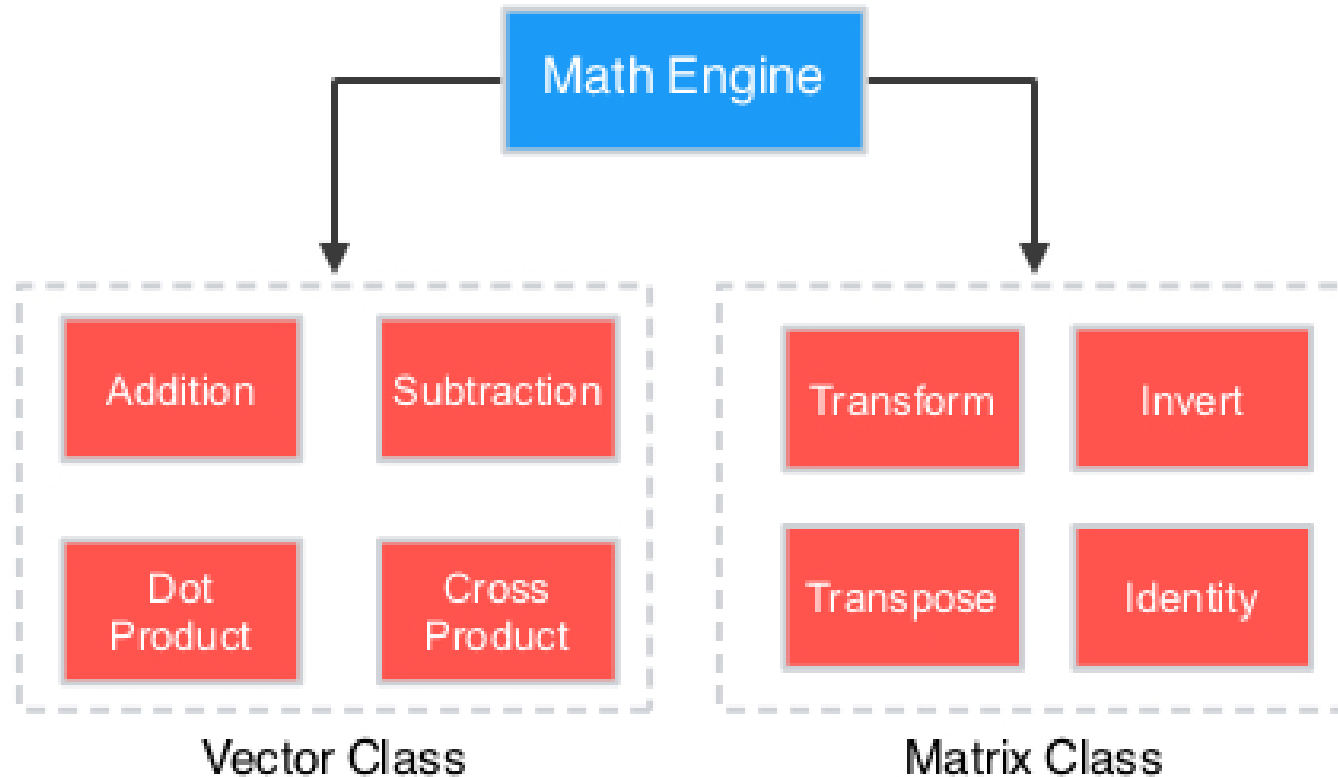 Math Engine
Addition
Subtraction
Dot
Product
Cross
Product
Vector Class
Transform
Invert
Transpose
Identity
Matrix Class